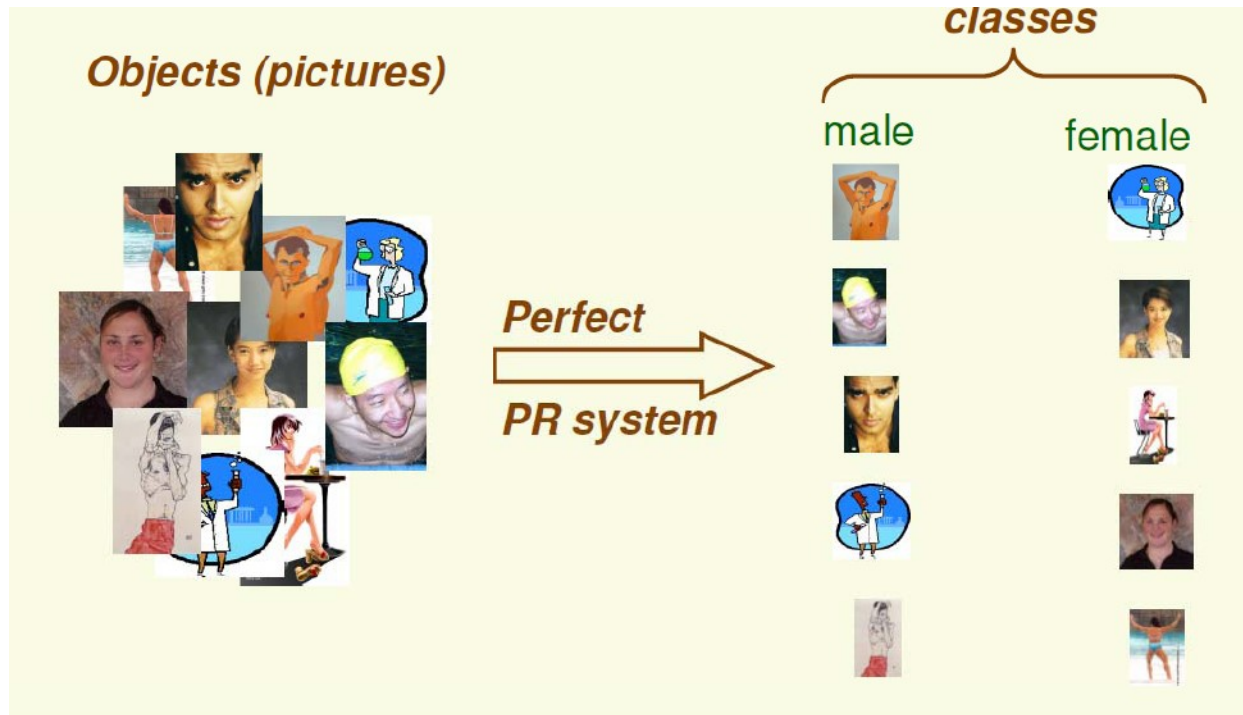 classes
Objects (pictures)
male
female
Perfect
PR system